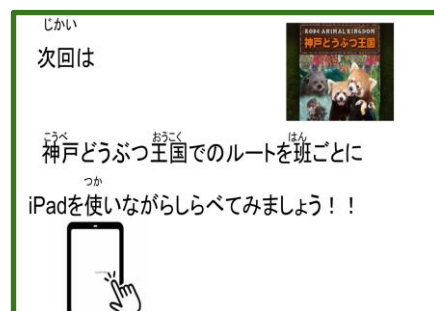 じかい
次回は
KOBE ANIMAL KINGDOM
神戸どうぶつ王国
こうべ おうこく はん
神戸どうぶつ王国でのルートを班ごとに
つか
iPadを使いながらしらべてみましょう！！